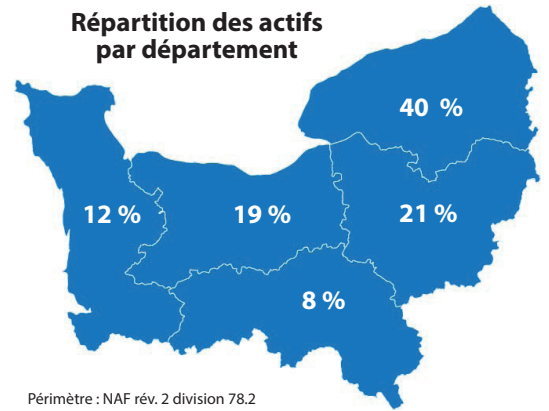 Répartition des actifs
par département
40 %
12 %
19 %
21 %
8 %
Périmètre : NAF rév. 2 division 78.2